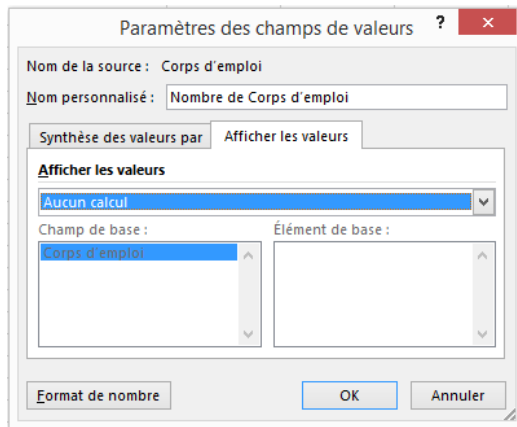 Paramètres des champs de valeurs ? ×
Nom de la source : Corps d'emploi
Nom personnalisé : Nombre de Corps d'emploi
Synthèse des valeurs par Afficher les valeurs
Afficher les valeurs
Aucun calcul
Champ de base : Élément de base :
Corps d'emploi
Format de nombre OK Annuler